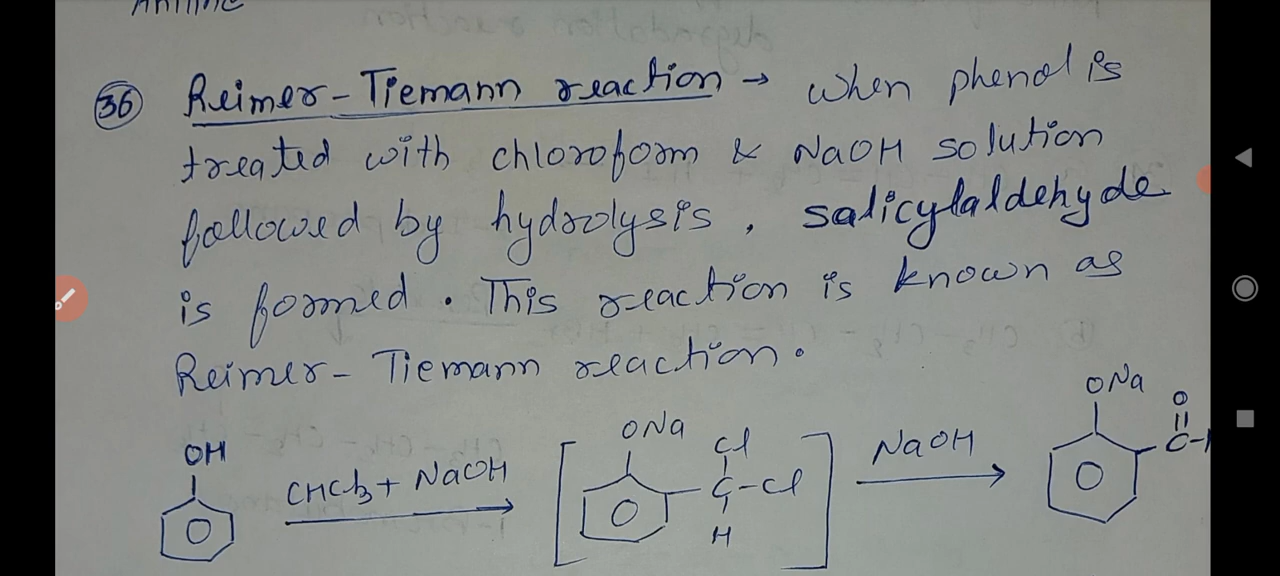 Aniline
(36) Reimer-Tiemann reaction → when phenol is
treated with chloroform & NaOH solution
followed by hydrolysis, salicylaldehyde
is formed. This reaction is known as
Reimer-Tiemann reaction.
OH
CHCl3 + NaOH
ONa
Cl
C-Cl
H
NaOH
ONa
O
C-